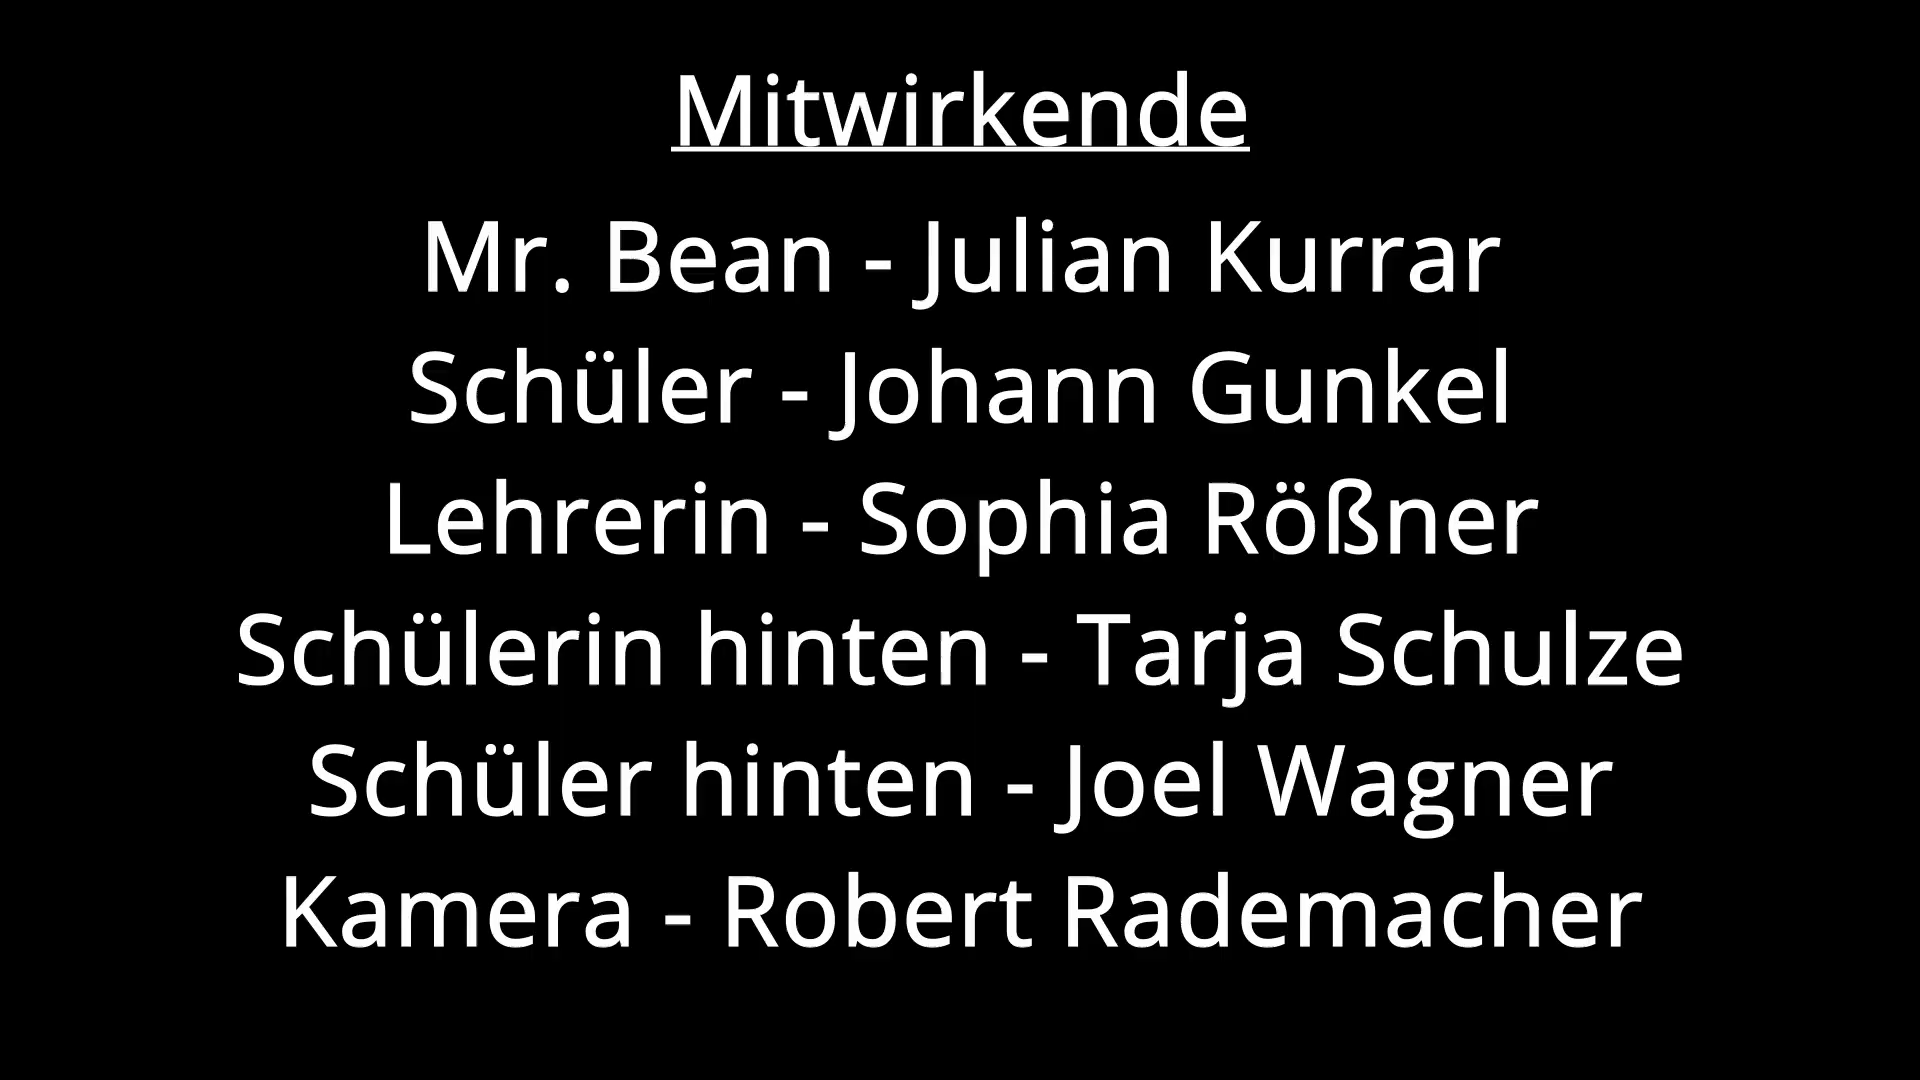 Mitwirkende
Mr. Bean - Julian Kurrar
Schüler - Johann Gunkel
Lehrerin - Sophia Rößner
Schülerin hinten - Tarja Schulze
Schüler hinten - Joel Wagner
Kamera - Robert Rademacher